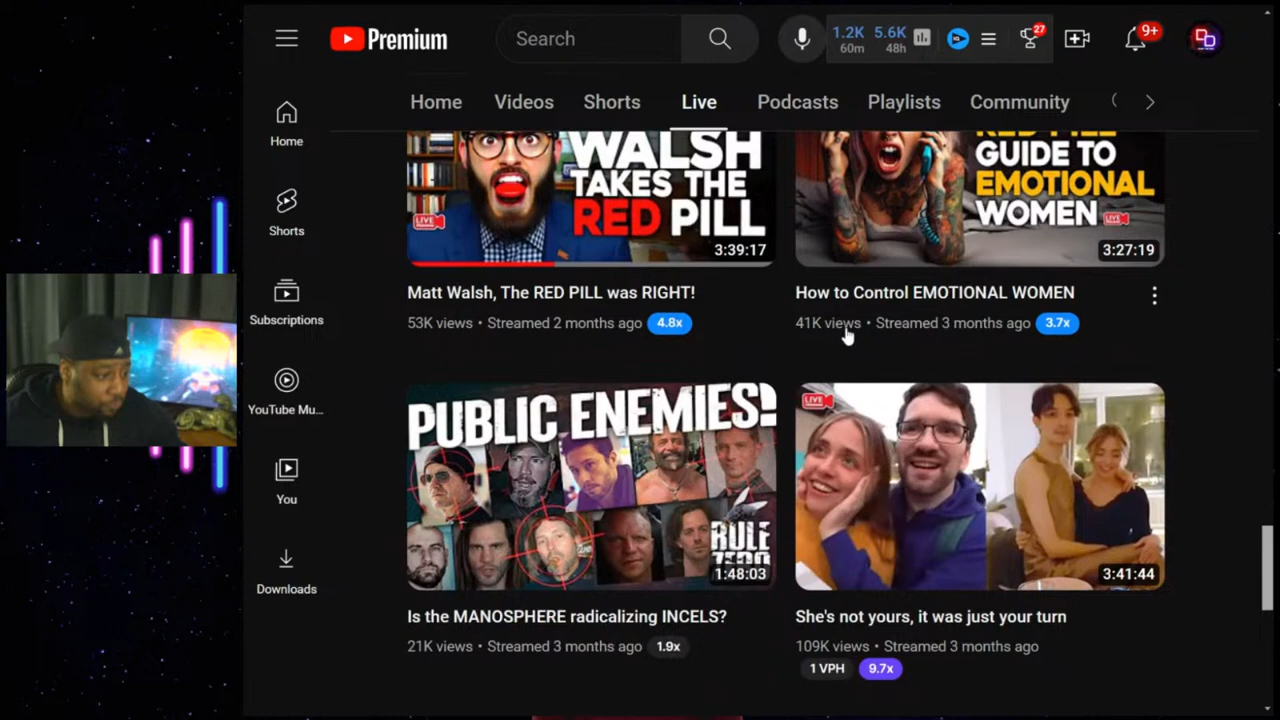 Premium
Search
1.2K 5.6K
60m 48h
27
9+
Home Videos Shorts Live Podcasts Playlists Community
Home
Shorts
Subscriptions
YouTube Mu...
You
Downloads
WALSH
TAKES THE
RED PILL
LIVE
3:39:17
Matt Walsh, The RED PILL was RIGHT!
53K views • Streamed 2 months ago 4.8x
RED PILL
GUIDE TO
EMOTIONAL
WOMEN
LIVE
3:27:19
How to Control EMOTIONAL WOMEN
41K views • Streamed 3 months ago 3.7x
PUBLIC ENEMIES!
RULE
ZERO
1:48:03
Is the MANOSPHERE radicalizing INCELS?
21K views • Streamed 3 months ago 1.9x
LIVE
3:41:44
She's not yours, it was just your turn
109K views • Streamed 3 months ago
1 VPH 9.7x